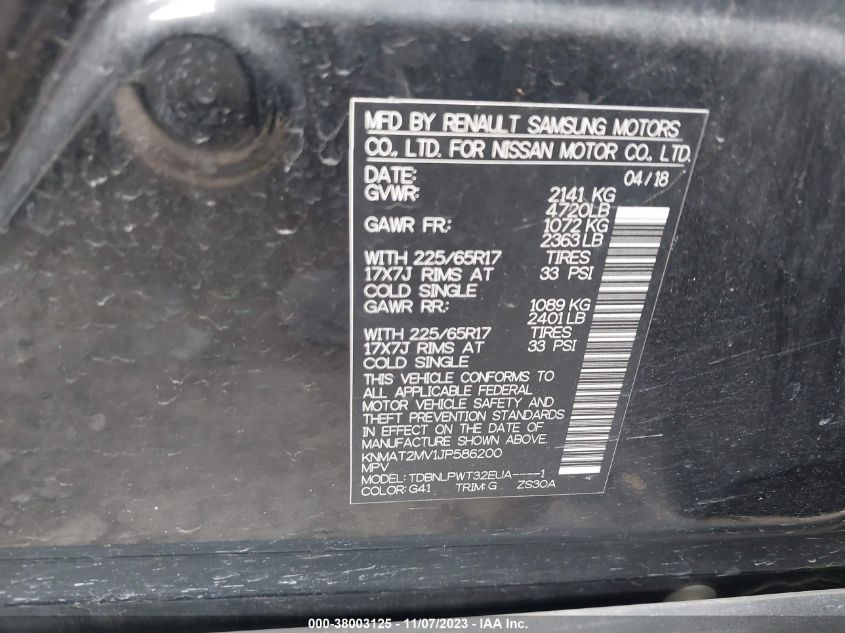 MFD BY RENAULT SAMSUNG MOTORS
CO., LTD. FOR NISSAN MOTOR CO., LTD.
DATE: 04/18
GVWR: 2141 KG
4720LB
GAWR FR: 1072 KG
2363LB
WITH 225/65R17 TIRES
17X7J RIMS AT 33 PSI
COLD SINGLE
GAWR RR: 1089 KG
2401LB
WITH 225/65R17 TIRES
17X7J RIMS AT 33 PSI
COLD SINGLE
THIS VEHICLE CONFORMS TO
ALL APPLICABLE FEDERAL
MOTOR VEHICLE SAFETY AND
THEFT PREVENTION STANDARDS
IN EFFECT ON THE DATE OF
MANUFACTURE SHOWN ABOVE.
KNMAT2MV1JP586200
MPV
MODEL: TDBNLPWT32EUA----1
COLOR: G41 TRIM: G ZS30A
000-38003125 - 11/07/2023 - IAA Inc.